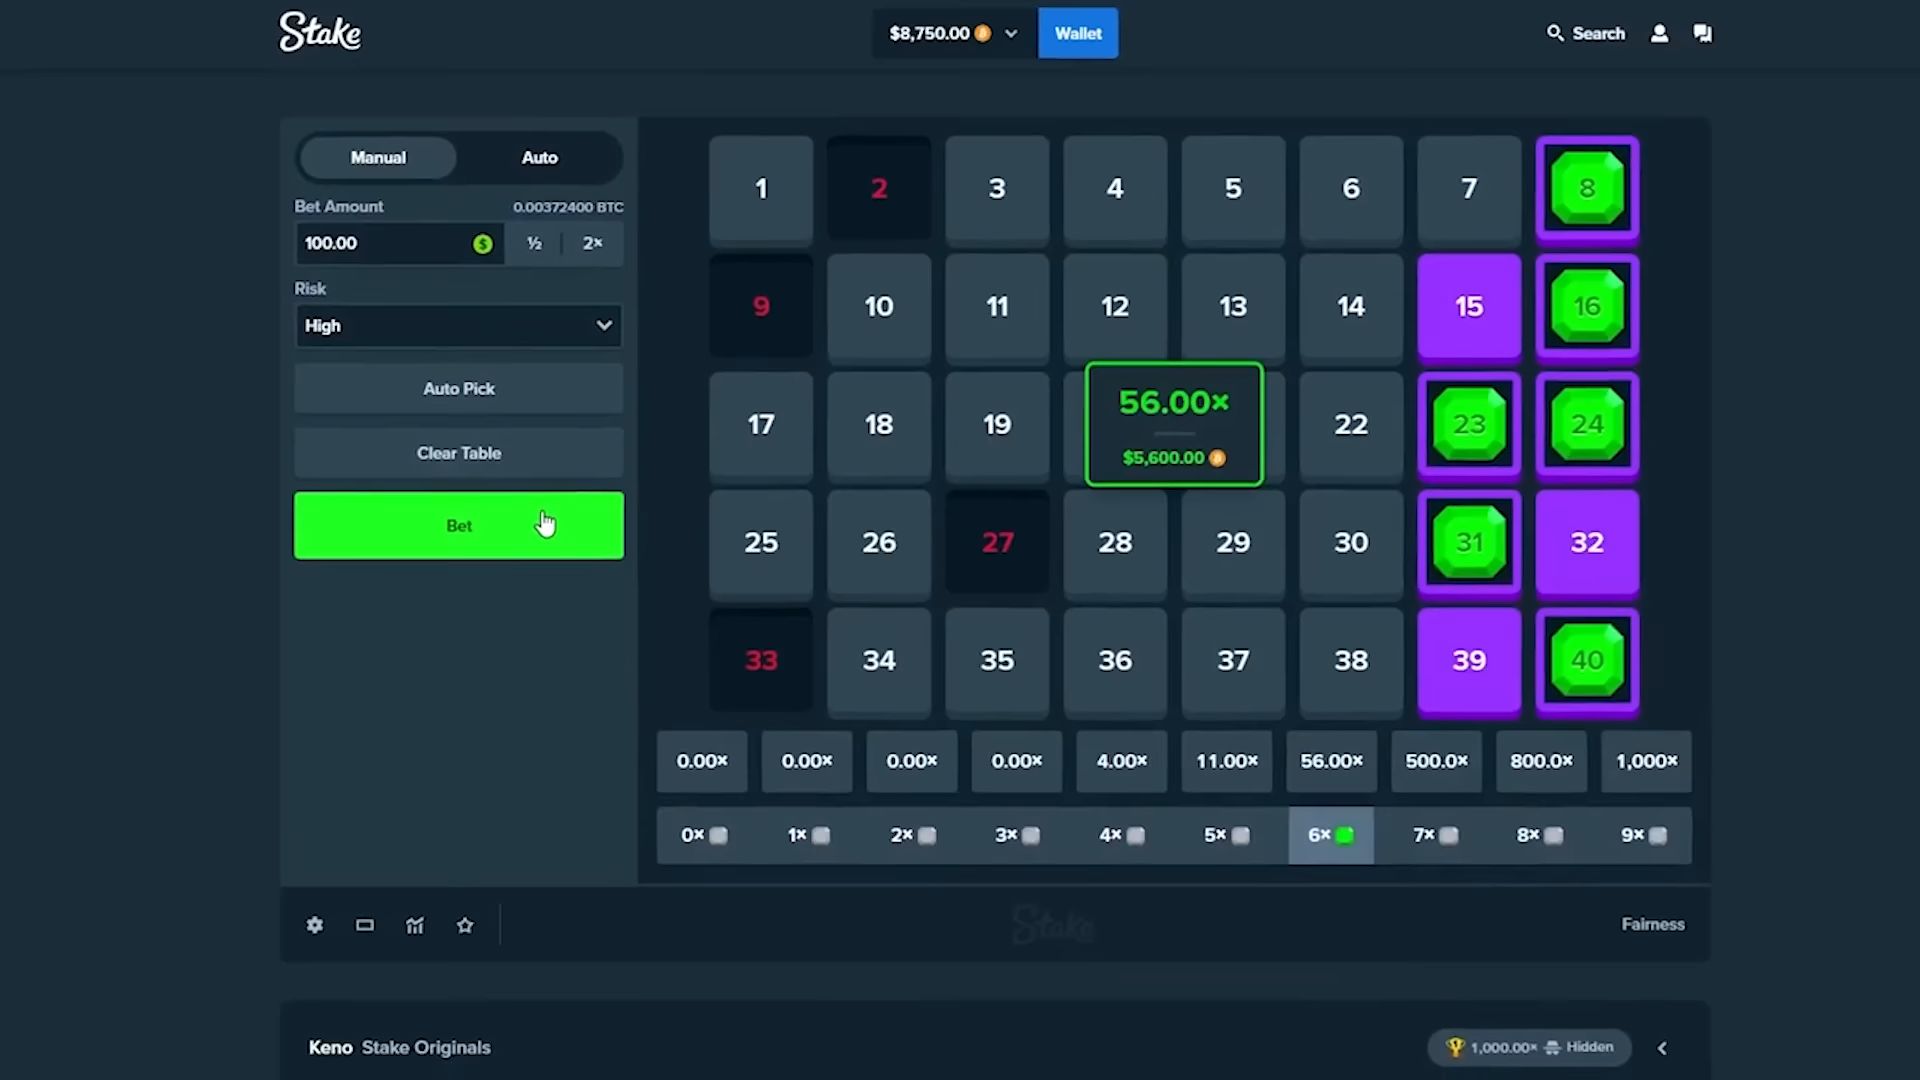 Stake
$8,750.00
Wallet
Search
Manual
Auto
Bet Amount
0.00372400 BTC
100.00
½
2×
Risk
High
Auto Pick
Clear Table
Bet
1 2 3 4 5 6 7 8
9 10 11 12 13 14 15 16
17 18 19 22 23 24
56.00×
$5,600.00
25 26 27 28 29 30 31 32
33 34 35 36 37 38 39 40
0.00× 0.00× 0.00× 0.00× 4.00× 11.00× 56.00× 500.0× 800.0× 1,000×
0× 1× 2× 3× 4× 5× 6× 7× 8× 9×
Stake
Fairness
Keno Stake Originals
1,000.00× Hidden